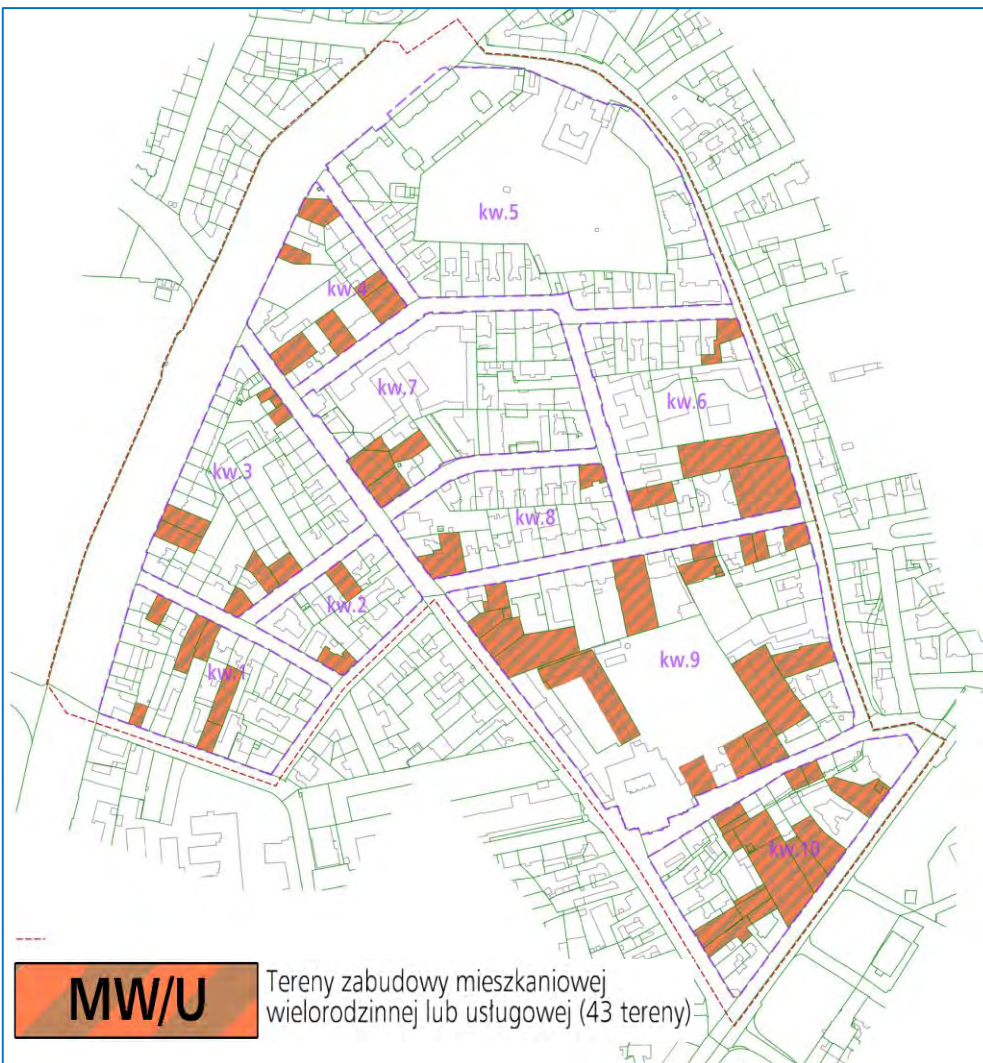 kw.5
kw.4
kw.7
kw.6
kw.3
kw.8
kw.2
kw.1
kw.9
kw.10
MW/U
Tereny zabudowy mieszkaniowej
wielorodzinnej lub usługowej (43 tereny)